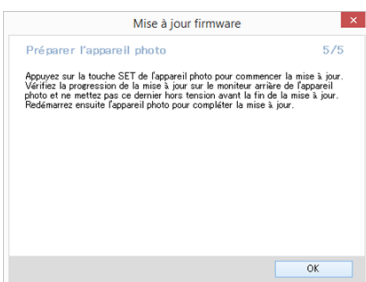 Mise à jour firmware
Préparer l'appareil photo 5/5
Appuyez sur la touche SET de l'appareil photo pour commencer la mise à jour.
Vérifiez la progression de la mise à jour sur le moniteur arrière de l'appareil
photo et ne mettez pas ce dernier hors tension avant la fin de la mise à jour.
Redémarrez ensuite l'appareil photo pour compléter la mise à jour.
OK